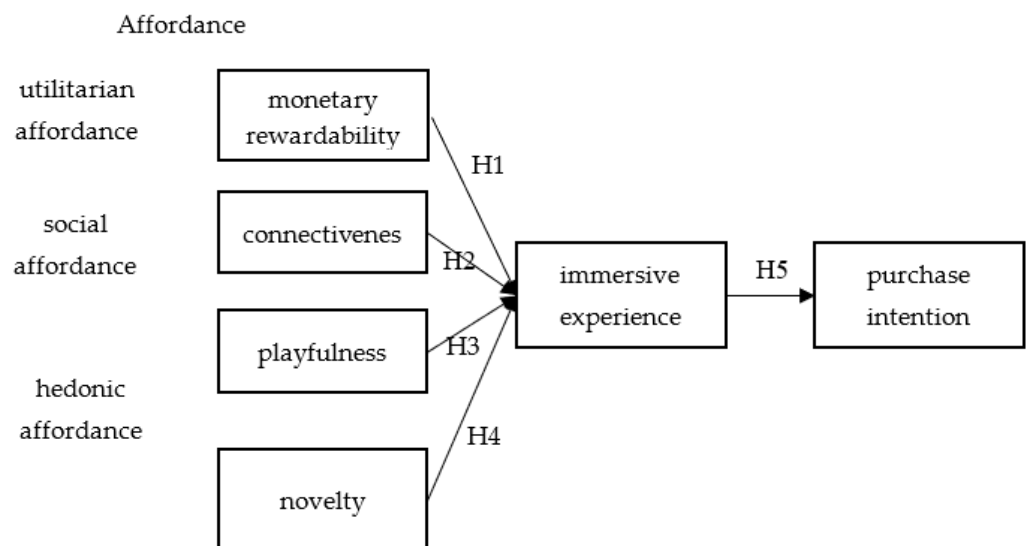 Affordance
utilitarian
affordance
monetary
rewardability
H1
social
affordance
connectivenes
H2
immersive
experience
H5
purchase
intention
playfulness
H3
hedonic
affordance
H4
novelty